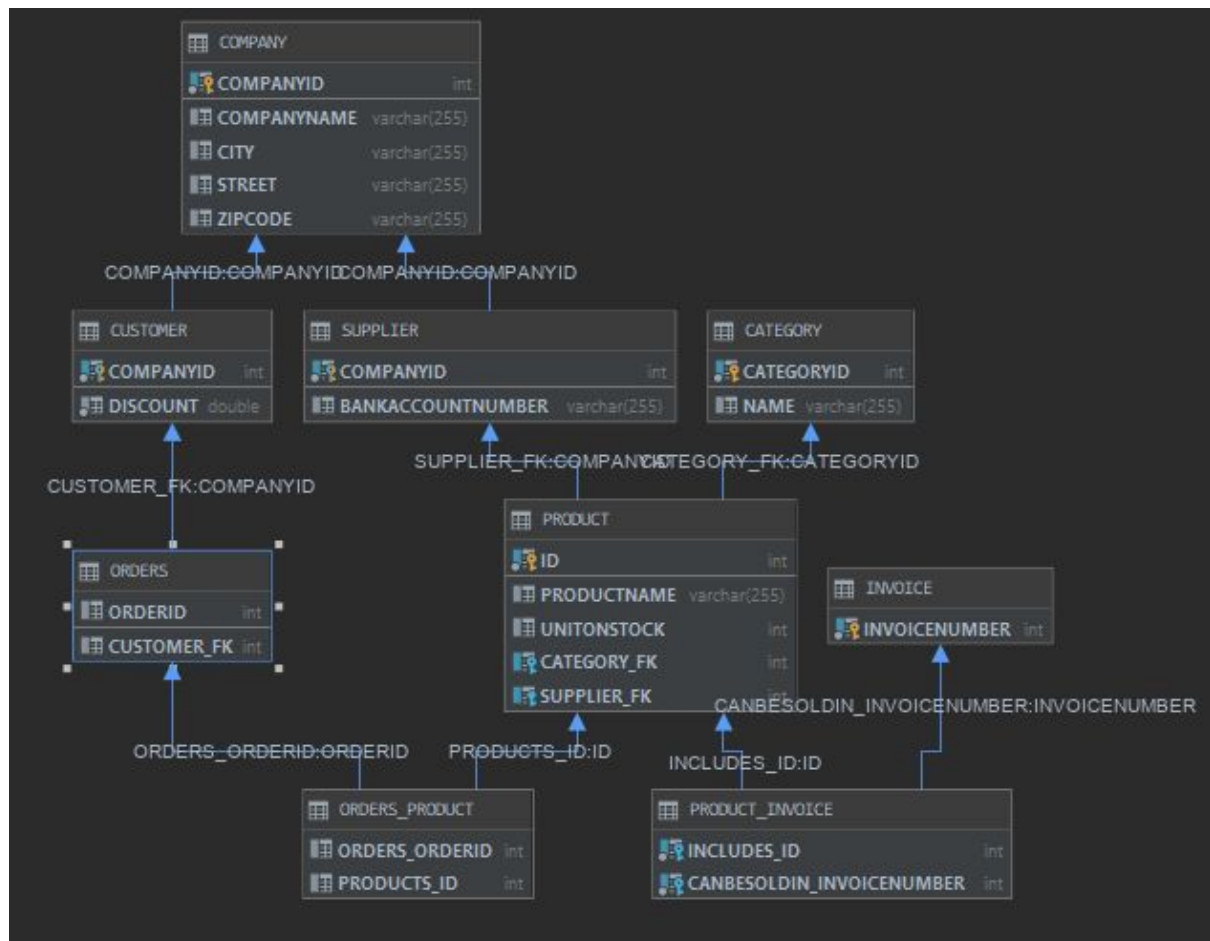 COMPANY
COMPANYID int
COMPANYNAME varchar(255)
CITY varchar(255)
STREET varchar(255)
ZIPCODE varchar(255)
COMPANYID:COMPANYID
COMPANYID:COMPANYID
CUSTOMER
COMPANYID int
DISCOUNT double
SUPPLIER
COMPANYID int
BANKACCOUNTNUMBER varchar(255)
CATEGORY
CATEGORYID int
NAME varchar(255)
SUPPLIER_FK:COMPANYID
CATEGORY_FK:CATEGORYID
CUSTOMER_FK:COMPANYID
PRODUCT
ID int
PRODUCTNAME varchar(255)
UNITONSTOCK int
CATEGORY_FK int
SUPPLIER_FK int
ORDERS
ORDERID int
CUSTOMER_FK int
INVOICE
INVOICENUMBER int
CANBESOLDIN_INVOICENUMBER:INVOICENUMBER
ORDERS_ORDERID:ORDERID
PRODUCTS_ID:ID
INCLUDES_ID:ID
ORDERS_PRODUCT
ORDERS_ORDERID int
PRODUCTS_ID int
PRODUCT_INVOICE
INCLUDES_ID int
CANBESOLDIN_INVOICENUMBER int